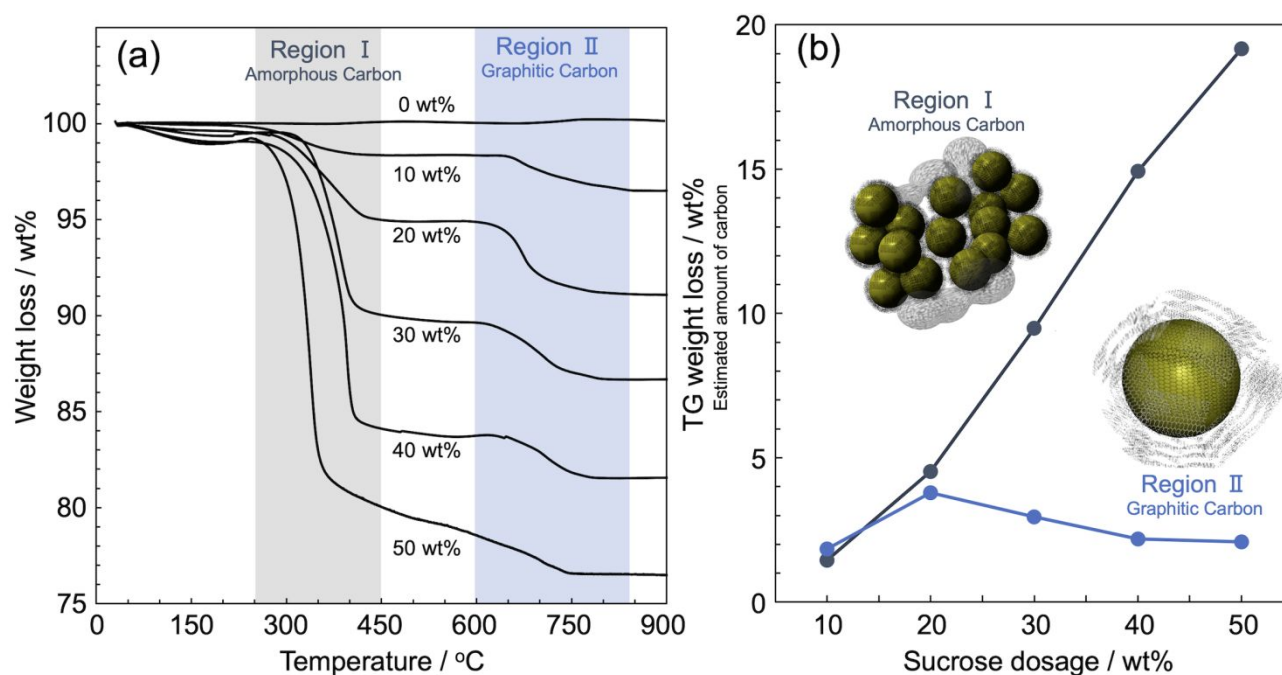 (a)
Region Ⅰ
Amorphous Carbon
Region Ⅱ
Graphitic Carbon
0 wt%
10 wt%
20 wt%
30 wt%
40 wt%
50 wt%
Weight loss / wt%
100
95
90
85
80
75
0
150
300
450
600
750
900
Temperature / °C
(b)
Region Ⅰ
Amorphous Carbon
Region Ⅱ
Graphitic Carbon
TG weight loss / wt%
Estimated amount of carbon
20
15
10
5
0
10
20
30
40
50
Sucrose dosage / wt%